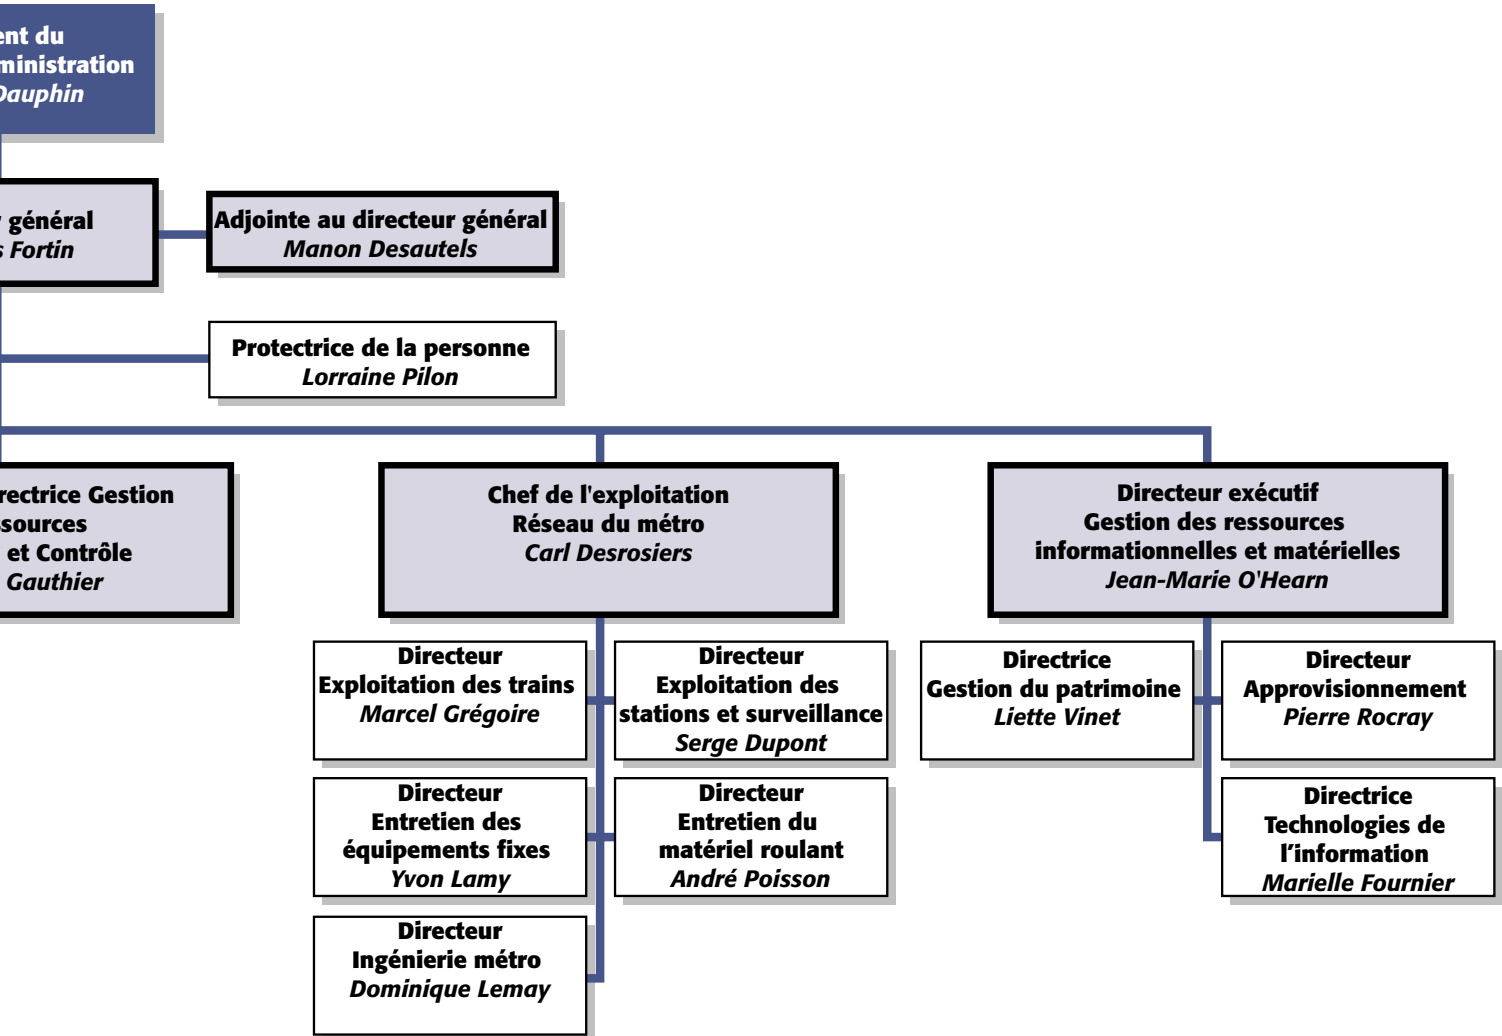 ent du
ministration
Dauphin
général
Fortin
Adjointe au directeur général
Manon Desautels
Protectrice de la personne
Lorraine Pilon
rectrice Gestion
ssources
et Contrôle
Gauthier
Chef de l'exploitation
Réseau du métro
Carl Desrosiers
Directeur exécutif
Gestion des ressources
informationnelles et matérielles
Jean-Marie O'Hearn
Directeur
Exploitation des trains
Marcel Grégoire
Directeur
Exploitation des
stations et surveillance
Serge Dupont
Directrice
Gestion du patrimoine
Liette Vinet
Directeur
Approvisionnement
Pierre Rocray
Directeur
Entretien des
équipements fixes
Yvon Lamy
Directeur
Entretien du
matériel roulant
André Poisson
Directrice
Technologies de
l’information
Marielle Fournier
Directeur
Ingénierie métro
Dominique Lemay